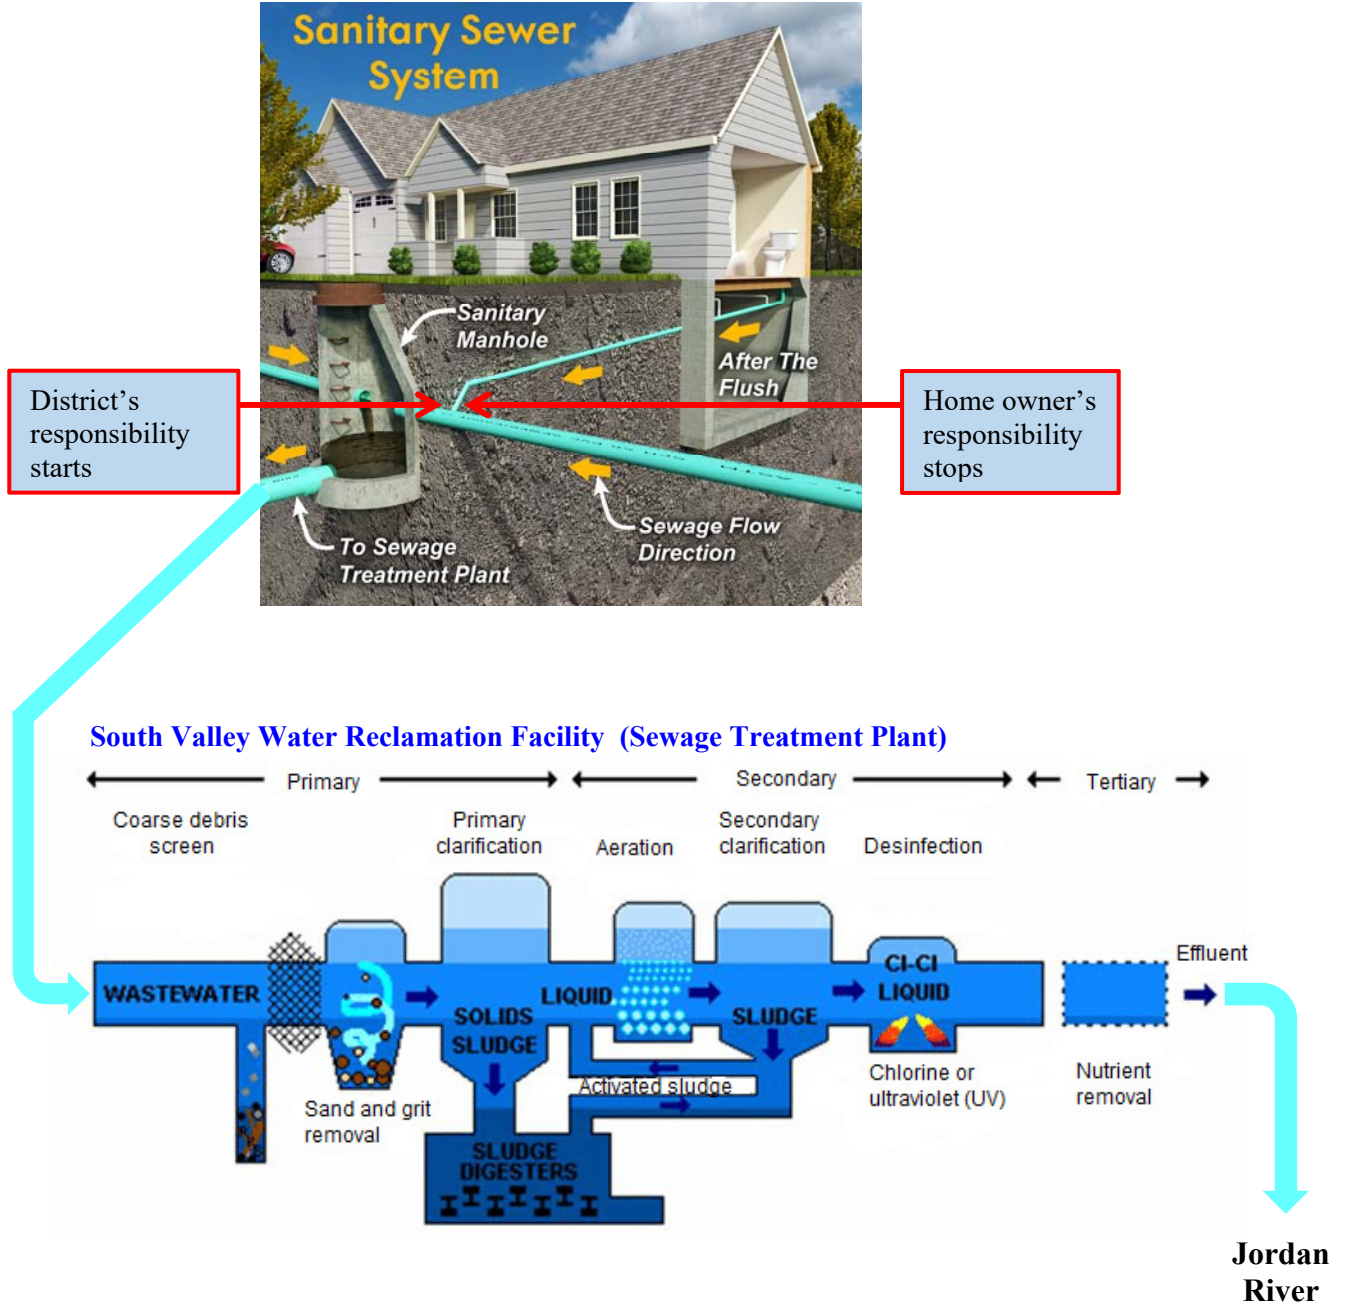 Sanitary Sewer
System
Sanitary
Manhole
After The
Flush
District's
responsibility
starts
Home owner's
responsibility
stops
Sewage Flow
Direction
To Sewage
Treatment Plant
South Valley Water Reclamation Facility  (Sewage Treatment Plant)
Primary
Secondary
Tertiary
Coarse debris
screen
Primary
clarification
Aeration
Secondary
clarification
Desinfection
WASTEWATER
SOLIDS
SLUDGE
LIQUID
SLUDGE
CI-CI
LIQUID
Effluent
Sand and grit
removal
Activated sludge
Chlorine or
ultraviolet (UV)
Nutrient
removal
SLUDGE
DIGESTERS
Jordan
River